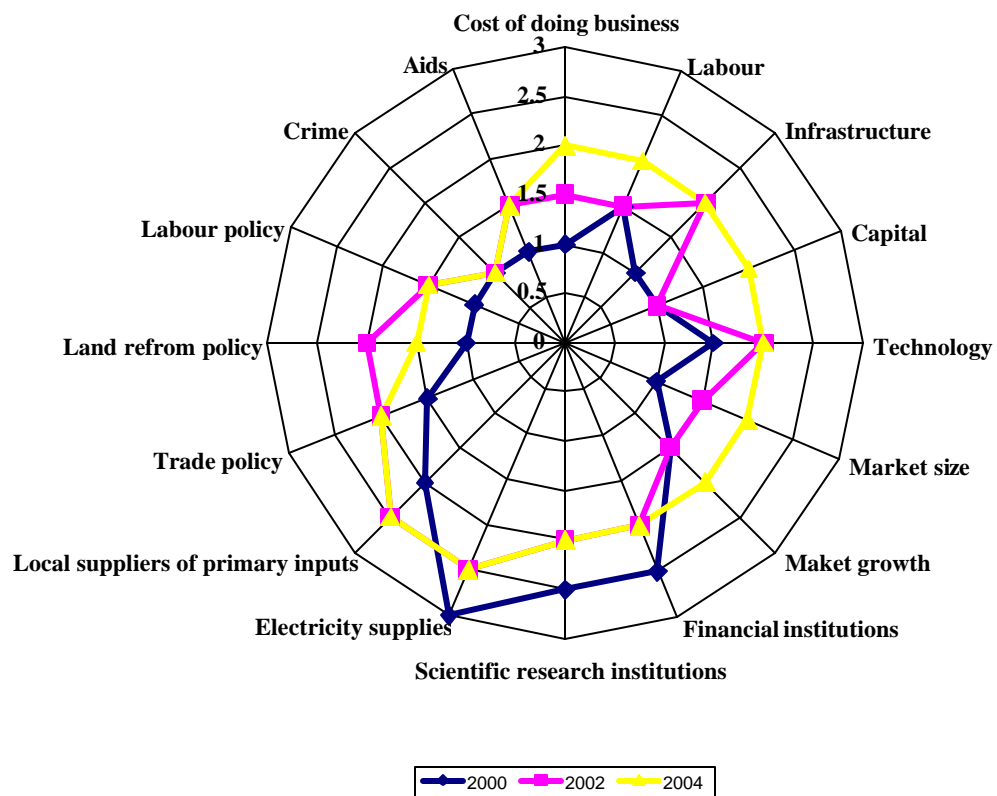 Cost of doing business
3
Aids
Labour
2.5
Crime
Infrastructure
2
1.5
Labour policy
Capital
1
0.5
Land refrom policy
0
Technology
Trade policy
Market size
Local suppliers of primary inputs
Maket growth
Electricity supplies
Financial institutions
Scientific research institutions
2000 2002 2004